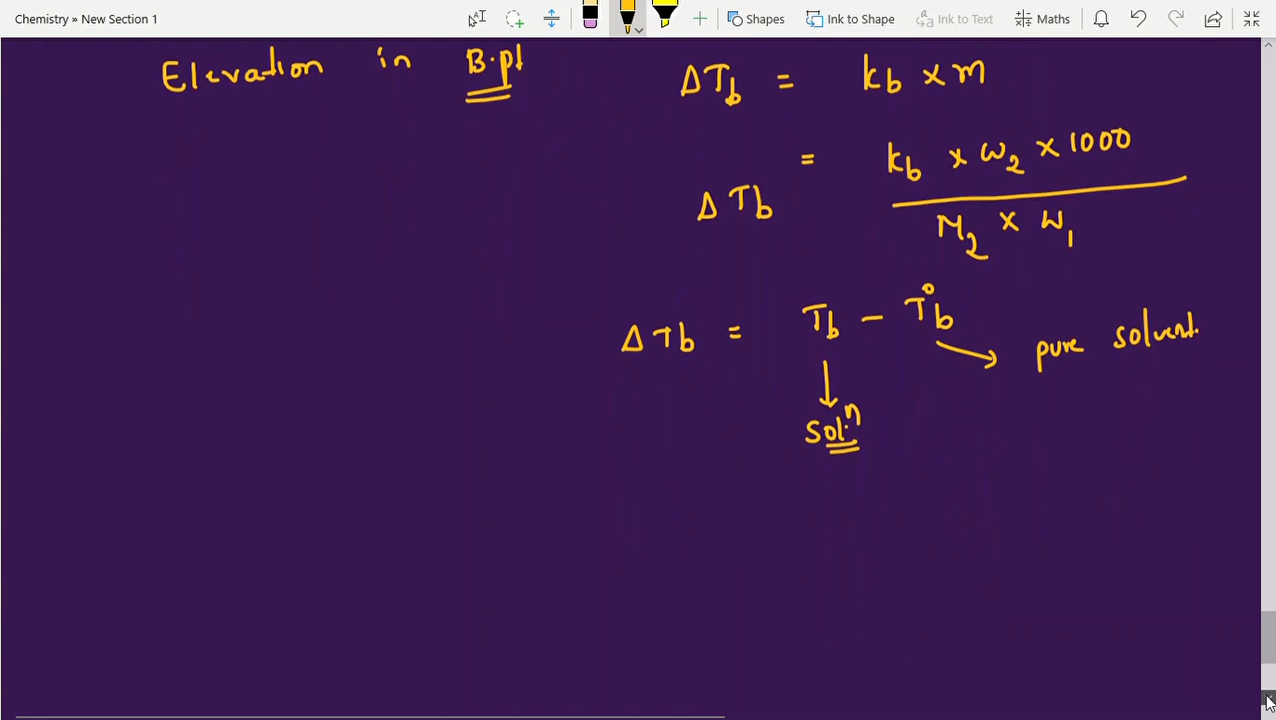 Chemistry » New Section 1
Shapes
Ink to Shape
Ink to Text
Maths
Elevation in B.pt
ΔTb = kb × m
= kb × w2 × 1000
ΔTb
M2 × w1
ΔTb = Tb - T°b
pure solvent.
Sol.n